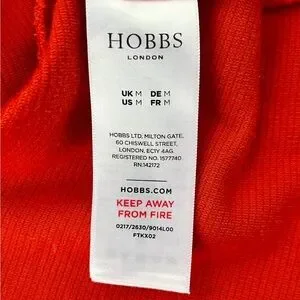 HOBBS
LONDON
UK M DE M
US M FR M
HOBBS LTD, MILTON GATE,
60 CHISWELL STREET,
LONDON, EC1Y 4AG
REGISTERED NO. 1577740
RN:142172
HOBBS.COM
KEEP AWAY
FROM FIRE
0217/2630/9014L00
FTKX02